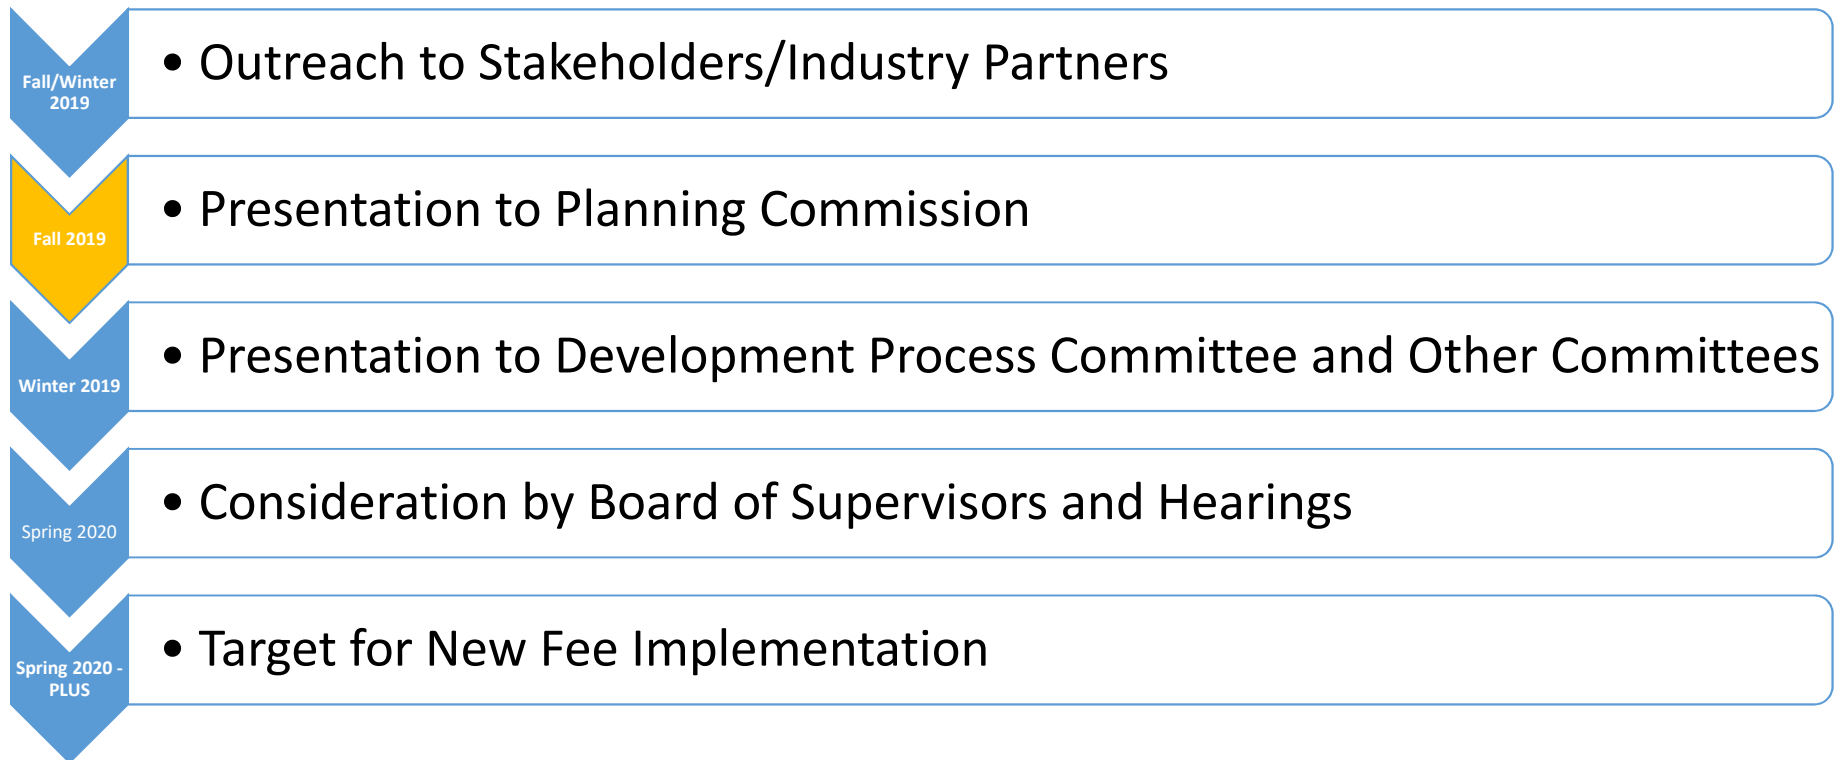 Fall/Winter
2019
• Outreach to Stakeholders/Industry Partners
Fall 2019
• Presentation to Planning Commission
Winter 2019
• Presentation to Development Process Committee and Other Committees
Spring 2020
• Consideration by Board of Supervisors and Hearings
Spring 2020 -
PLUS
• Target for New Fee Implementation